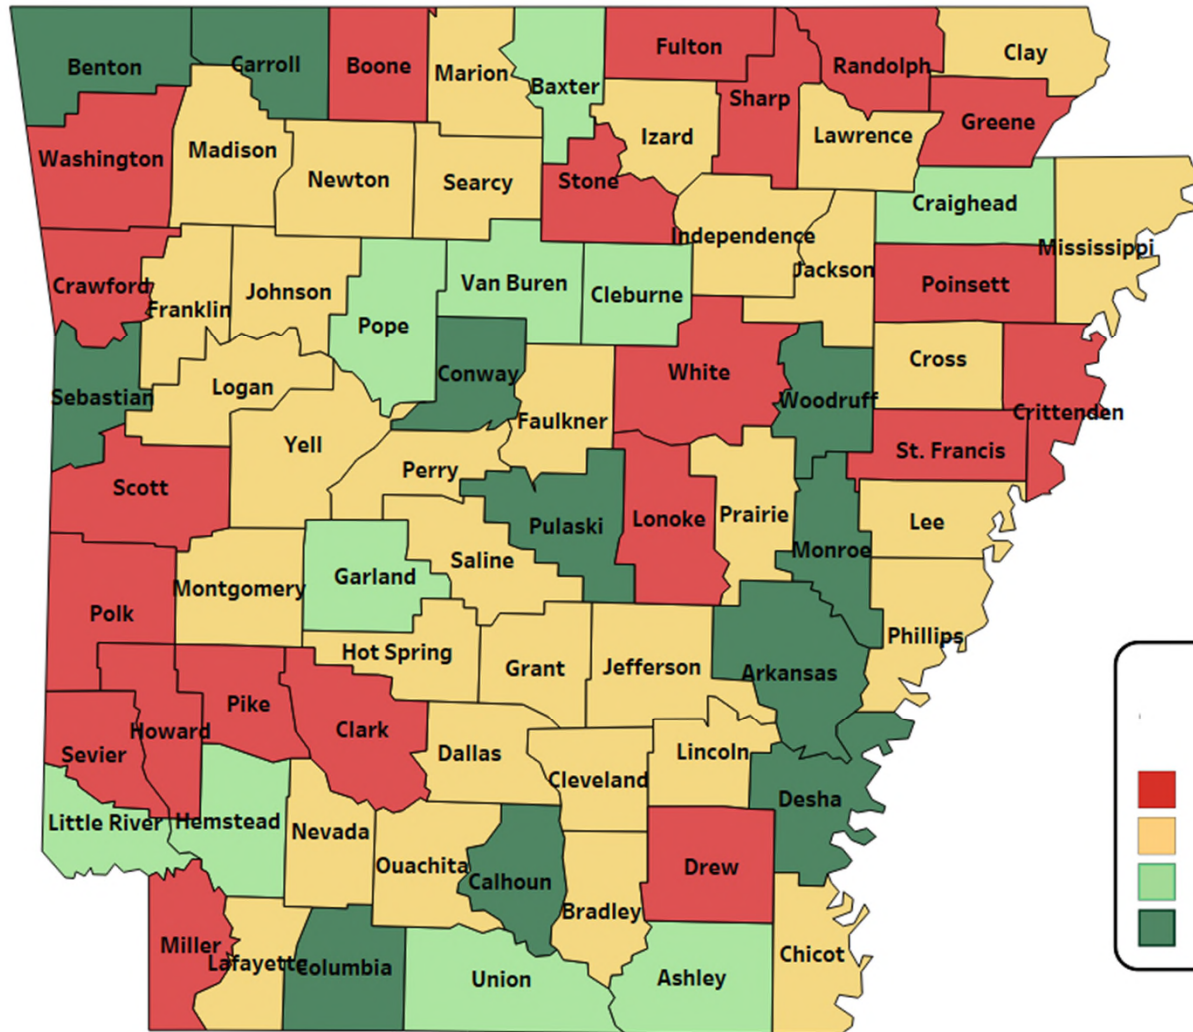 Benton
Carroll
Boone
Marion
Baxter
Fulton
Sharp
Randolph
Clay
Greene
Washington
Madison
Newton
Searcy
Stone
Izard
Lawrence
Craighead
Mississippi
Independence
Jackson
Crawford
Franklin
Johnson
Pope
Van Buren
Cleburne
Poinsett
Sebastian
Logan
Conway
Faulkner
White
Woodruff
Cross
Crittenden
Yell
Perry
St. Francis
Scott
Pulaski
Lonoke
Prairie
Lee
Monroe
Saline
Garland
Montgomery
Polk
Hot Spring
Grant
Jefferson
Arkansas
Phillips
Pike
Howard
Clark
Sevier
Dallas
Cleveland
Lincoln
Desha
Little River
Hemstead
Nevada
Ouachita
Calhoun
Drew
Bradley
Miller
Lafayette
Columbia
Union
Ashley
Chicot